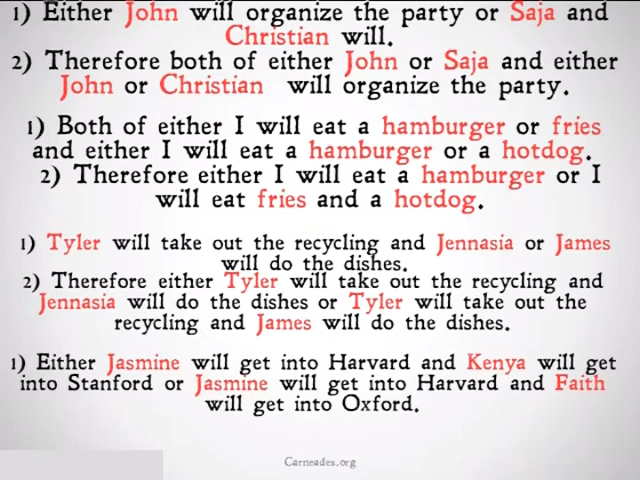 1) Either John will organize the party or Saja and
Christian will.
2) Therefore both of either John or Saja and either
John or Christian will organize the party.
1) Both of either I will eat a hamburger or fries
and either I will eat a hamburger or a hotdog.
2) Therefore either I will eat a hamburger or I
will eat fries and a hotdog.
1) Tyler will take out the recycling and Jennasia or James
will do the dishes.
2) Therefore either Tyler will take out the recycling and
Jennasia will do the dishes or Tyler will take out the
recycling and James will do the dishes.
1) Either Jasmine will get into Harvard and Kenya will get
into Stanford or Jasmine will get into Harvard and Faith
will get into Oxford.
Carneades.org